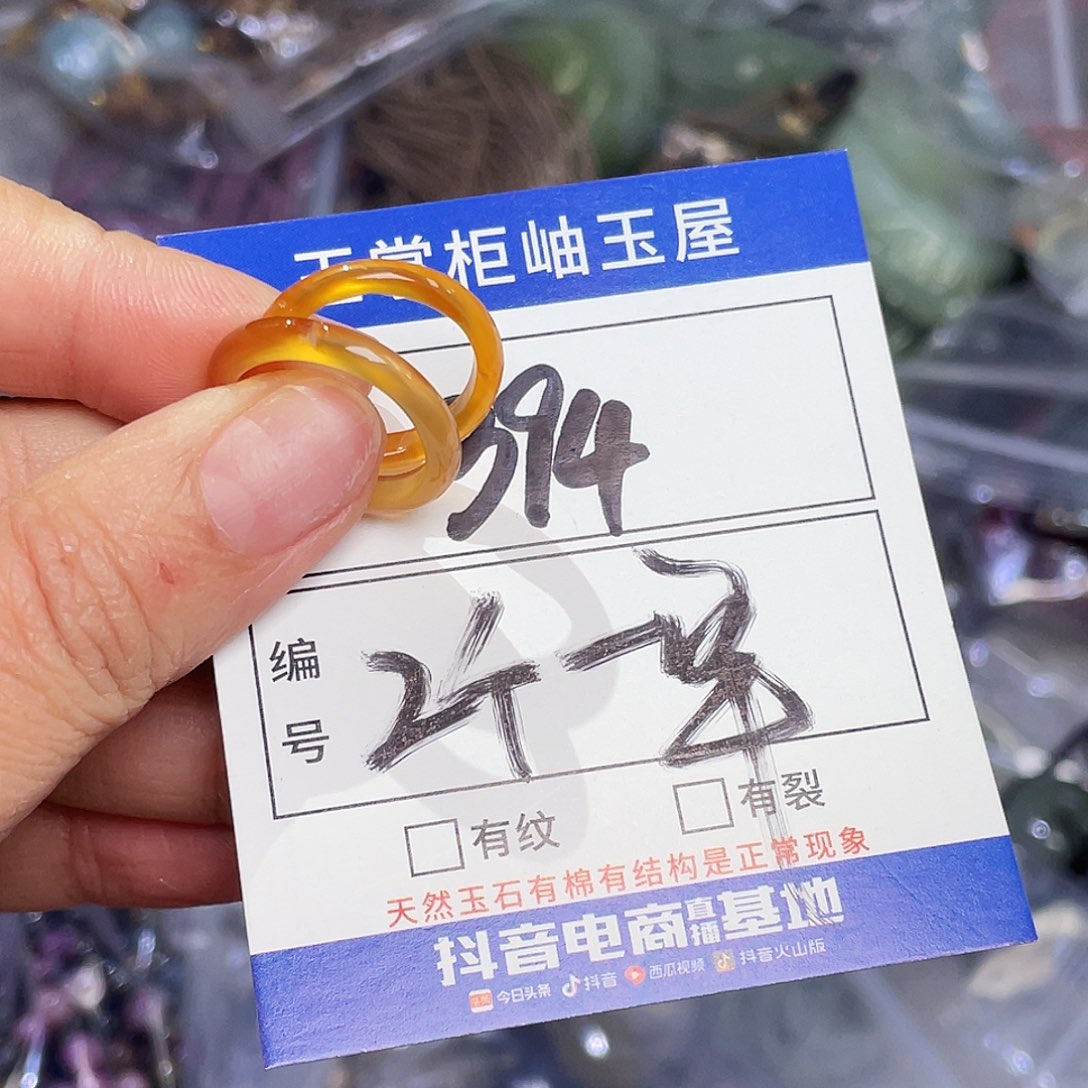 掌柜岫玉屋
394
编
号
有纹
有裂
天然玉石有棉有结构是正常现象
抖音电商直播基地
今日头条 抖音 西瓜视频 抖音火山版